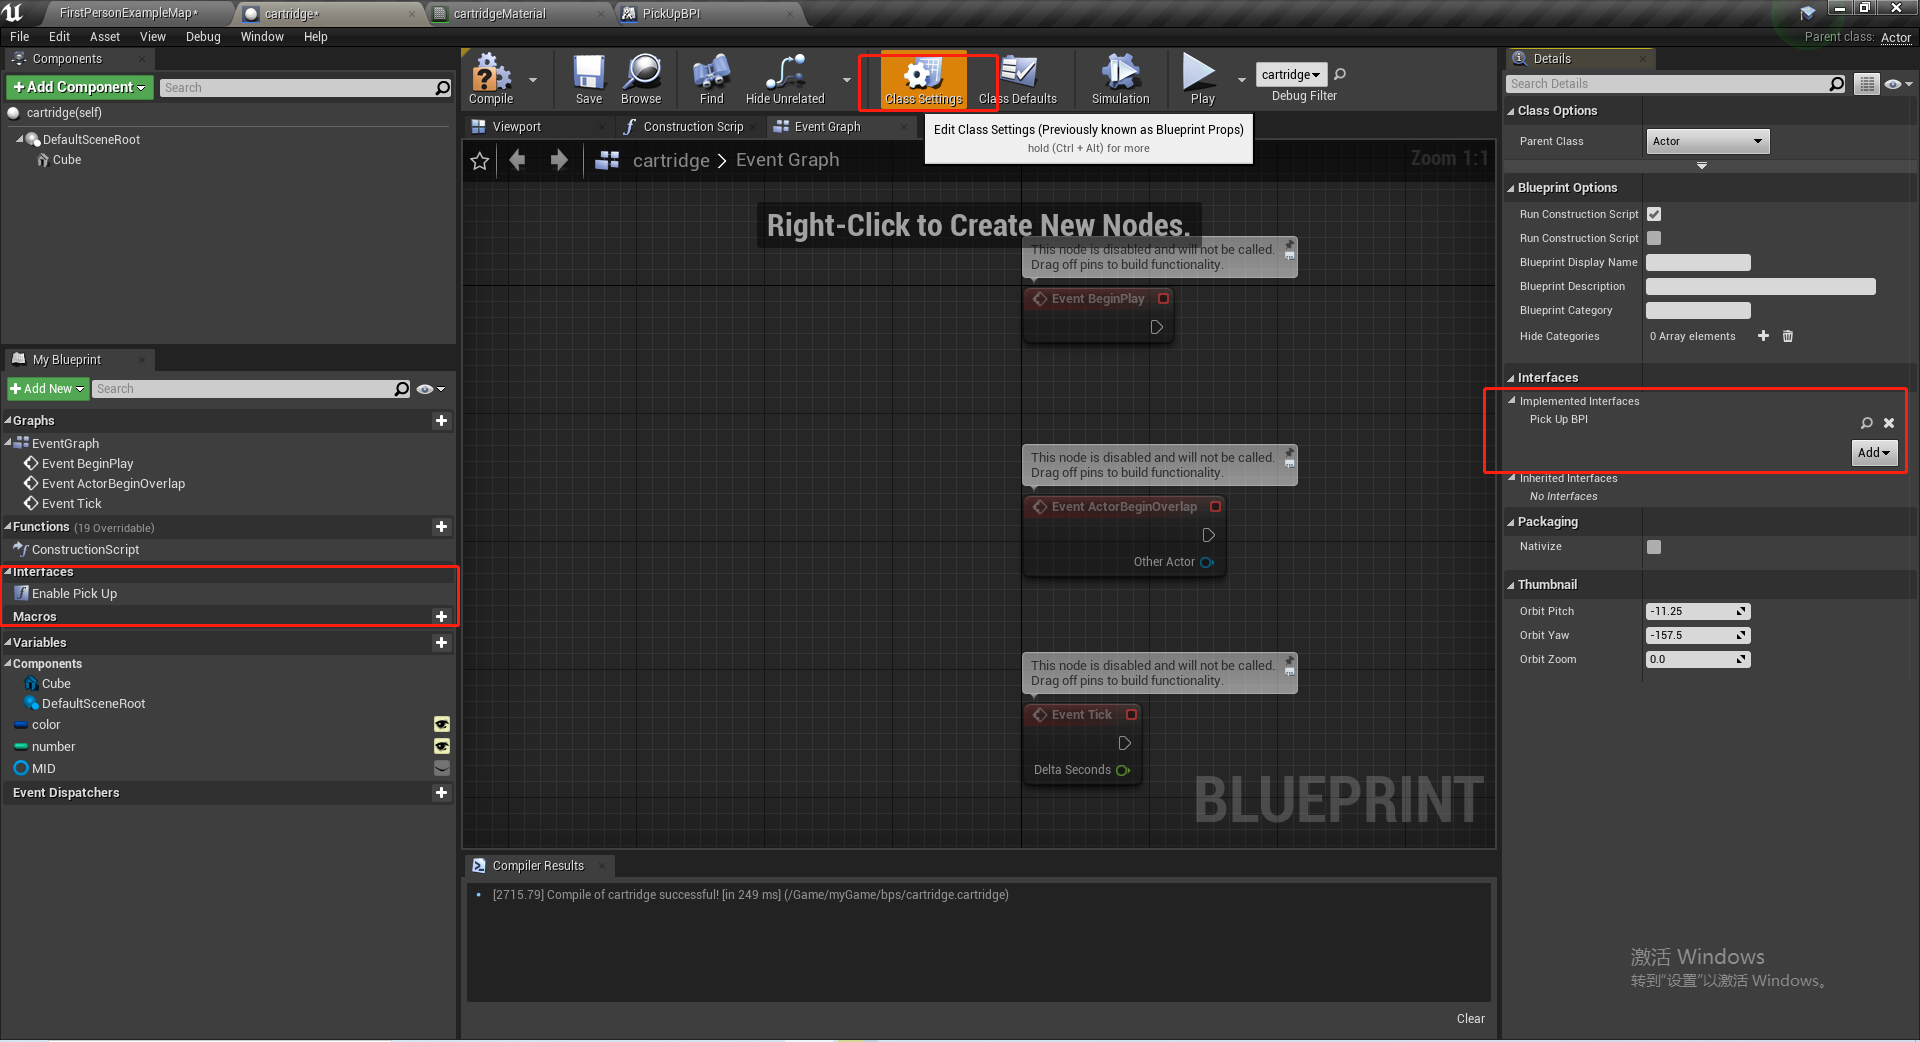 FirstPersonExampleMap*
cartridge*
cartridgeMaterial
PickUpBPI
File Edit Asset View Debug Window Help
Parent class: Actor
Components
Add Component
Search
cartridge(self)
DefaultSceneRoot
Cube
Compile
Save
Browse
Find
Hide Unrelated
Class Settings
Class Defaults
Simulation
Play
cartridge
Debug Filter
Edit Class Settings (Previously known as Blueprint Props)
hold (Ctrl + Alt) for more
Viewport
Construction Scrip
Event Graph
cartridge > Event Graph
Zoom 1:1
Right-Click to Create New Nodes.
This node is disabled and will not be called.
Drag off pins to build functionality.
Event BeginPlay
This node is disabled and will not be called.
Drag off pins to build functionality.
Event ActorBeginOverlap
Other Actor
This node is disabled and will not be called.
Drag off pins to build functionality.
Event Tick
Delta Seconds
BLUEPRINT
My Blueprint
Add New
Search
Graphs
EventGraph
Event BeginPlay
Event ActorBeginOverlap
Event Tick
Functions (19 Overridable)
ConstructionScript
Interfaces
Enable Pick Up
Macros
Variables
Components
Cube
DefaultSceneRoot
color
number
MID
Event Dispatchers
Compiler Results
[2715.79] Compile of cartridge successful! [in 249 ms] (/Game/myGame/bps/cartridge.cartridge)
Clear
Details
Search Details
Class Options
Parent Class
Actor
Blueprint Options
Run Construction Script
Run Construction Script
Blueprint Display Name
Blueprint Description
Blueprint Category
Hide Categories
0 Array elements
Interfaces
Implemented Interfaces
Pick Up BPI
Add
Inherited Interfaces
No Interfaces
Packaging
Nativize
Thumbnail
Orbit Pitch
-11.25
Orbit Yaw
-157.5
Orbit Zoom
0.0
激活 Windows
转到“设置”以激活 Windows。